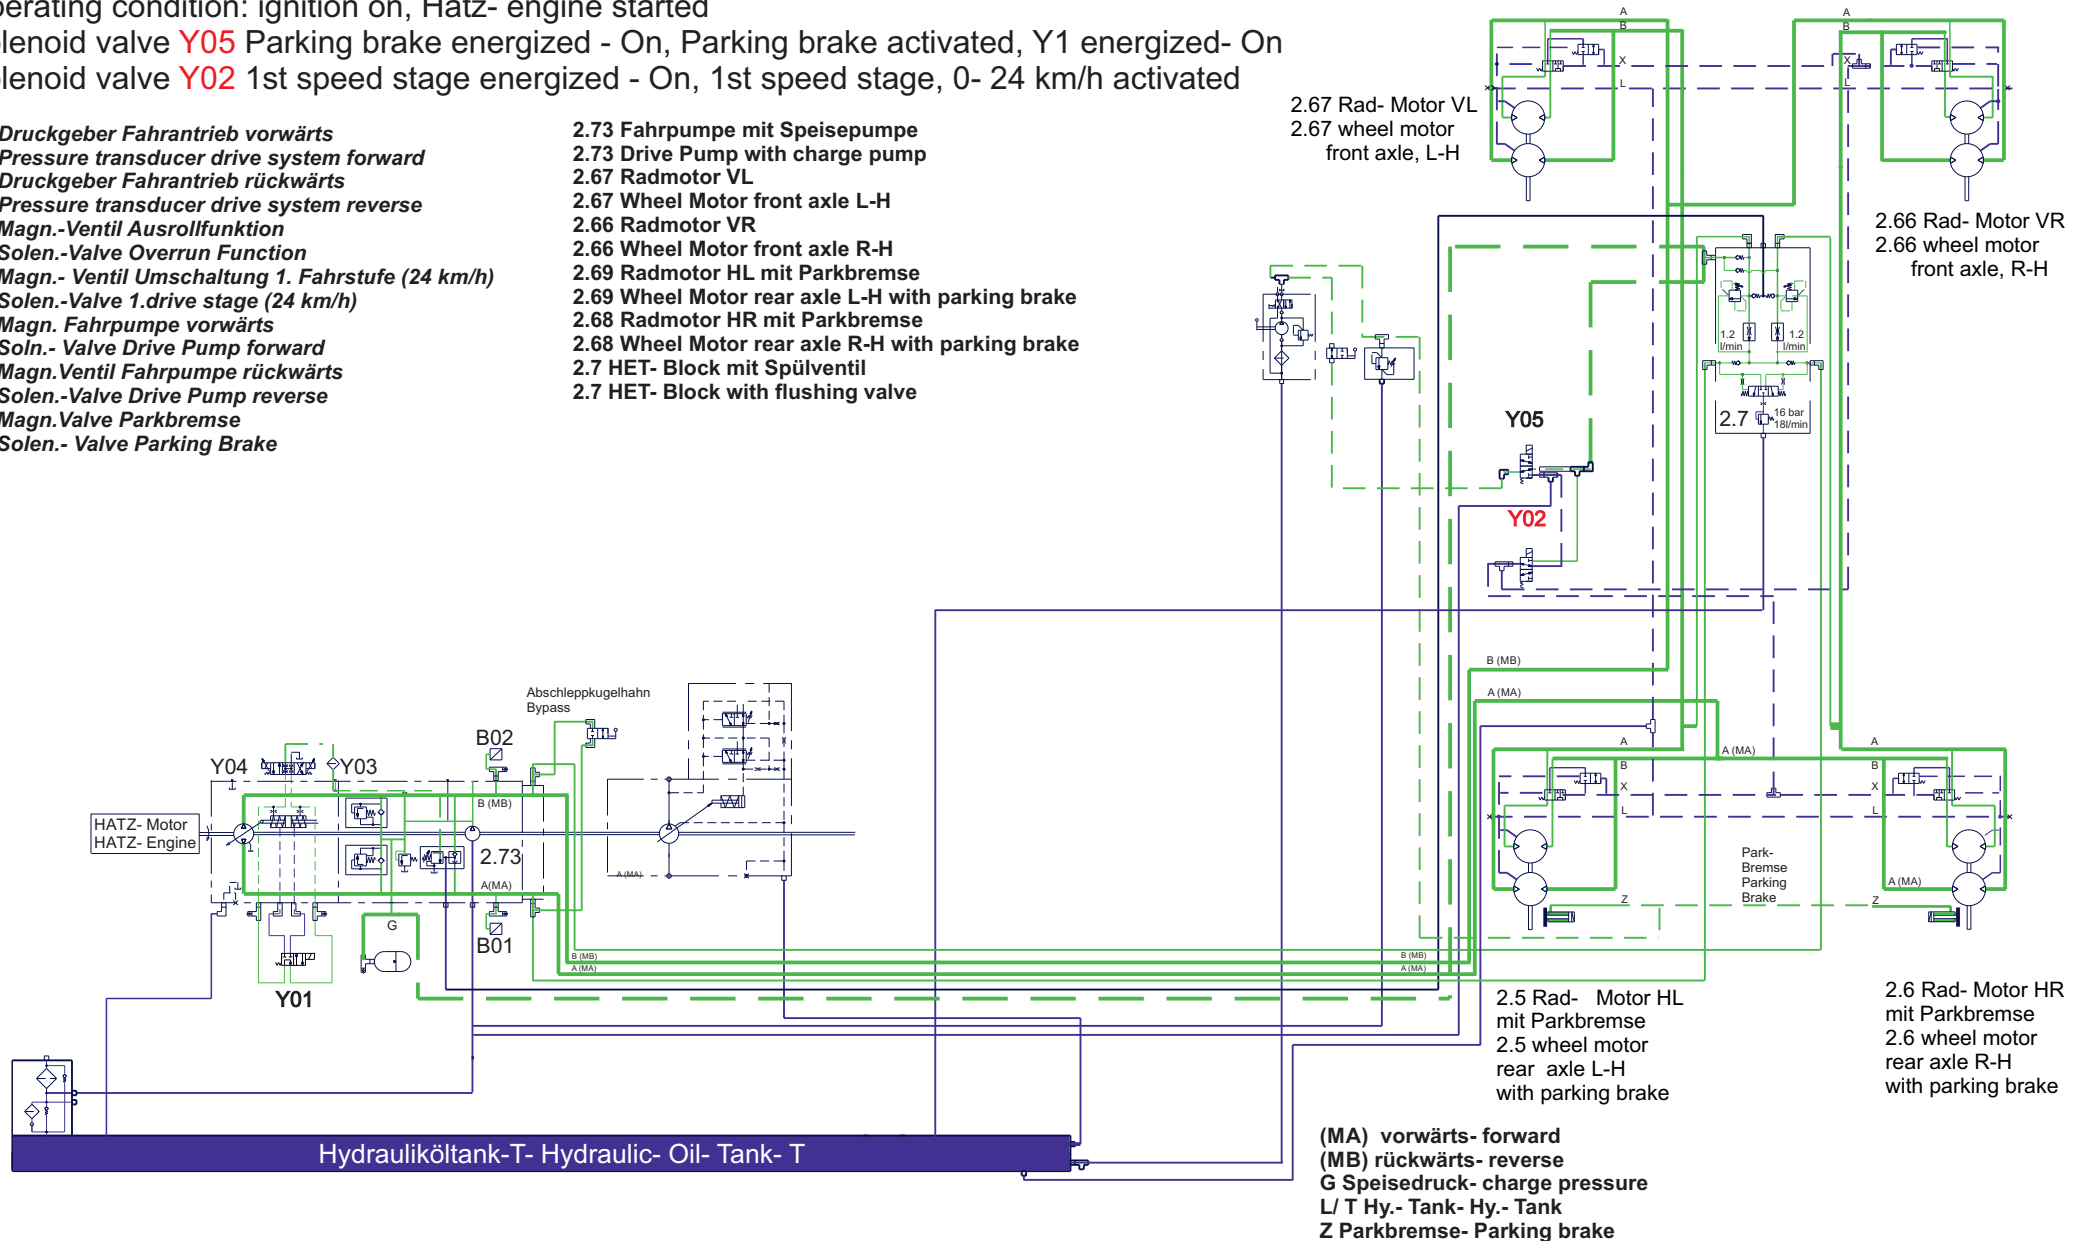 perating condition: ignition on, Hatz- engine started
lenoid valve Y05 Parking brake energized - On, Parking brake activated, Y1 energized- On
lenoid valve Y02 1st speed stage energized - On, 1st speed stage, 0- 24 km/h activated
Druckgeber Fahrantrieb vorwärts
Pressure transducer drive system forward
Druckgeber Fahrantrieb rückwärts
Pressure transducer drive system reverse
Magn.-Ventil Ausrollfunktion
Solen.-Valve Overrun Function
Magn.- Ventil Umschaltung 1. Fahrstufe (24 km/h)
Solen.-Valve 1.drive stage (24 km/h)
Magn. Fahrpumpe vorwärts
Soln.- Valve Drive Pump forward
Magn.Ventil Fahrpumpe rückwärts
Solen.-Valve Drive Pump reverse
Magn.Valve Parkbremse
Solen.- Valve Parking Brake
2.73 Fahrpumpe mit Speisepumpe
2.73 Drive Pump with charge pump
2.67 Radmotor VL
2.67 Wheel Motor front axle L-H
2.66 Radmotor VR
2.66 Wheel Motor front axle R-H
2.69 Radmotor HL mit Parkbremse
2.69 Wheel Motor rear axle L-H with parking brake
2.68 Radmotor HR mit Parkbremse
2.68 Wheel Motor rear axle R-H with parking brake
2.7 HET- Block mit Spülventil
2.7 HET- Block with flushing valve
A
B
X
L
A
B
X
L
2.67 Rad- Motor VL
2.67 wheel motor
front axle, L-H
2.66 Rad- Motor VR
2.66 wheel motor
front axle, R-H
1.2
l/min
1.2
l/min
2.7
16 bar
18l/min
Y05
Y02
B (MB)
A (MA)
Abschleppkugelhahn
Bypass
B02
Y04
Y03
B (MB)
HATZ- Motor
HATZ- Engine
2.73
A(MA)
A (MA)
G
B01
Y01
B (MB)
A (MA)
B (MB)
A (MA)
A
B
X
L
A (MA)
A
B
X
L
Park-
Bremse
Parking
Brake
A (MA)
Z
Z
2.5 Rad- Motor HL
mit Parkbremse
2.5 wheel motor
rear axle L-H
with parking brake
2.6 Rad- Motor HR
mit Parkbremse
2.6 wheel motor
rear axle R-H
with parking brake
Hydrauliköltank-T- Hydraulic- Oil- Tank- T
(MA) vorwärts- forward
(MB) rückwärts- reverse
G Speisedruck- charge pressure
L/ T Hy.- Tank- Hy.- Tank
Z Parkbremse- Parking brake